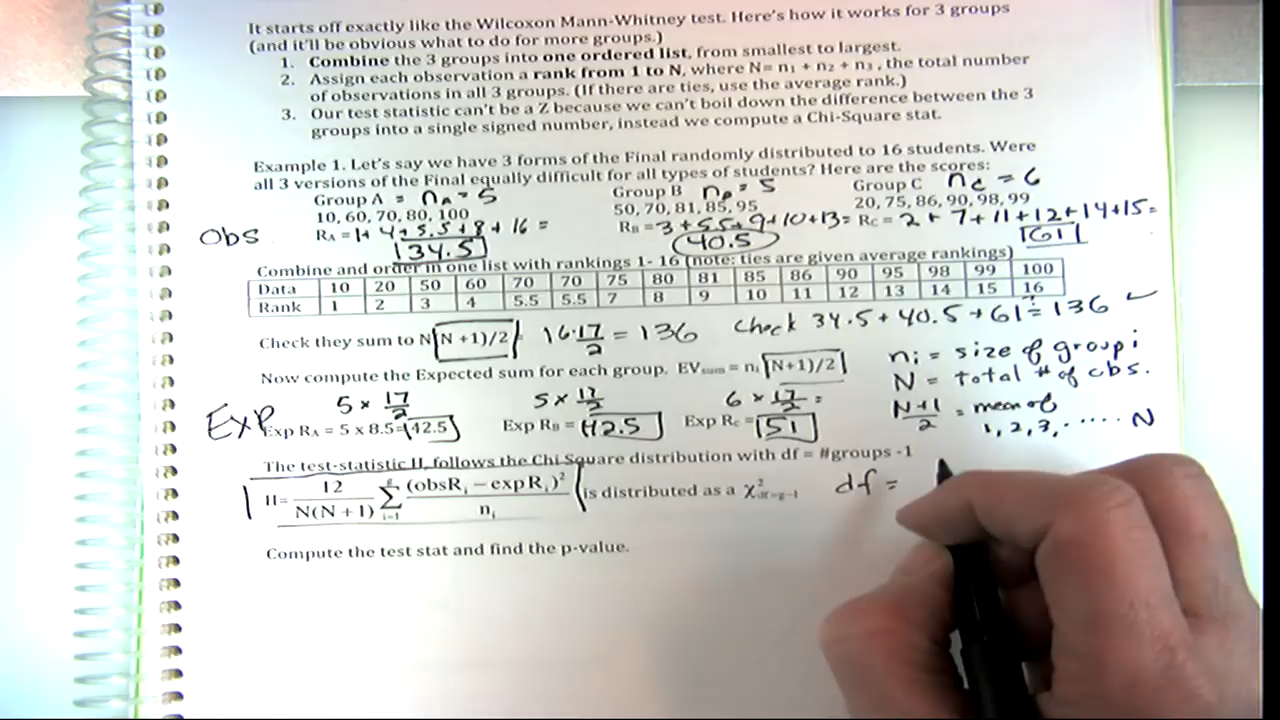 It starts off exactly like the Wilcoxon Mann-Whitney test. Here's how it works for 3 groups
(and it'll be obvious what to do for more groups.)
1. Combine the 3 groups into one ordered list, from smallest to largest.
2. Assign each observation a rank from 1 to N, where N= n₁ + n₂ + n₃ , the total number
of observations in all 3 groups. (If there are ties, use the average rank.)
3. Our test statistic can't be a Z because we can't boil down the difference between the 3
groups into a single signed number, instead we compute a Chi-Square stat.
Example 1. Let's say we have 3 forms of the Final randomly distributed to 16 students. Were
all 3 versions of the Final equally difficult for all types of students? Here are the scores:
Group A = nA = 5 Group B nB = 5 Group C nC = 6
10, 60, 70, 80, 100 50, 70, 81, 85, 95 20, 75, 86, 90, 98, 99
Obs RA = 1+ 4+5.5+8+16 = RB = 3+5.5+9+10+13= RC = 2+7+11+12+14+15=
34.5 40.5 61
Combine and order in one list with rankings 1- 16 (note: ties are given average rankings)
Data 10 20 50 60 70 70 75 80 81 85 86 90 95 98 99 100
Rank 1 2 3 4 5.5 5.5 7 8 9 10 11 12 13 14 15 16
Check they sum to N(N +1)/2 16·17/2 = 136 Check 34.5+40.5+61 ?= 136 ✓
Now compute the Expected sum for each group. EVsum = nᵢ (N+1)/2
nᵢ = size of group i
N = total # of obs.
N+1/2 = mean of 1, 2, 3, ..... N
Exp 5 × 17/2 5 × 17/2 6 × 17/2 =
Exp RA = 5 x 8.5= 42.5 Exp RB = 42.5 Exp RC = 51
The test-statistic H, follows the Chi Square distribution with df = #groups -1
H= 12/N(N+1) Σ i=1 g (obsRᵢ − expRᵢ)²/nᵢ is distributed as a χ² df=g-1 df =
Compute the test stat and find the p-value.